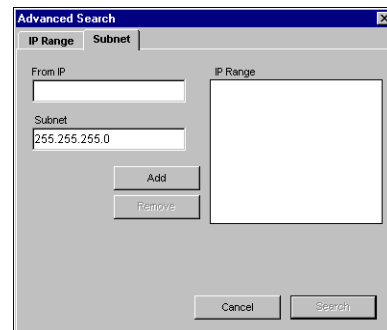 Advanced Search
IP Range Subnet
From IP
IP Range
Subnet
255.255.255.0
Add
Remove
Cancel Search